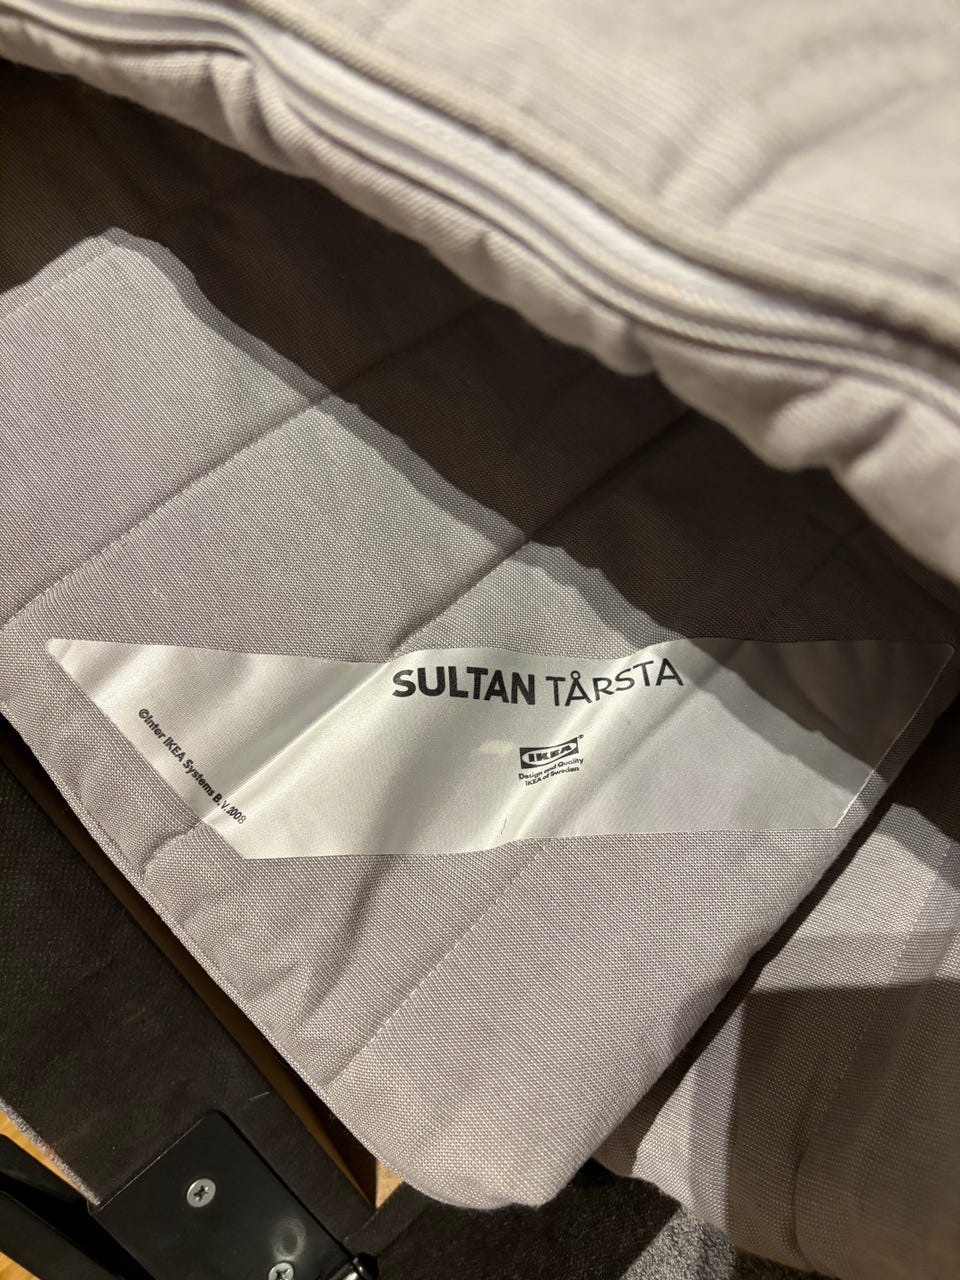 SULTAN TÅRSTA
IKEA®
Design and Quality
IKEA of Sweden
©Inter IKEA Systems B.V.2008